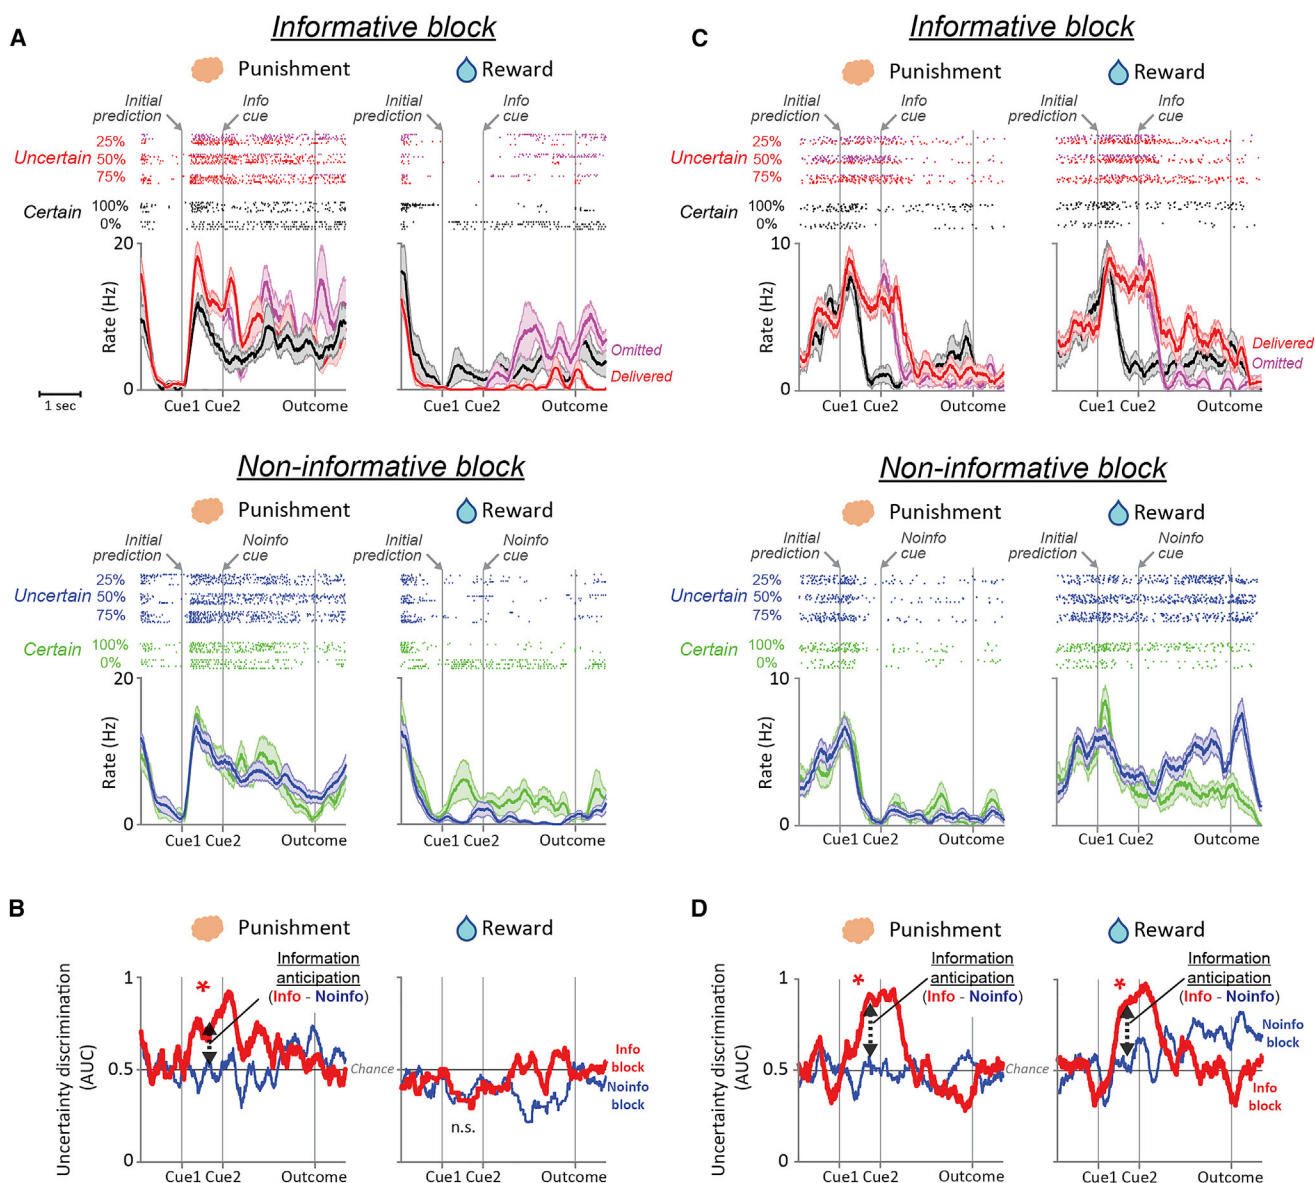 A
Informative block
Punishment
Reward
Initial prediction
Info cue
Initial prediction
Info cue
Uncertain
25%
50%
75%
Certain
100%
0%
20
Rate (Hz)
0
Omitted
Delivered
1 sec
Cue1 Cue2 Outcome
Cue1 Cue2 Outcome
Non-informative block
Punishment
Reward
Initial prediction
Noinfo cue
Initial prediction
Noinfo cue
Uncertain
25%
50%
75%
Certain
100%
0%
20
Rate (Hz)
0
Cue1 Cue2 Outcome
Cue1 Cue2 Outcome
B
Punishment
Reward
Information
anticipation
(Info - Noinfo)
Uncertainty discrimination
(AUC)
1
0.5
0
*
Chance
Info block
Noinfo block
n.s.
Cue1 Cue2 Outcome
Cue1 Cue2 Outcome
C
Informative block
Punishment
Reward
Initial prediction
Info cue
Initial prediction
Info cue
Uncertain
25%
50%
75%
Certain
100%
0%
10
Rate (Hz)
0
Delivered
Omitted
Cue1 Cue2 Outcome
Cue1 Cue2 Outcome
Non-informative block
Punishment
Reward
Initial prediction
Noinfo cue
Initial prediction
Noinfo cue
Uncertain
25%
50%
75%
Certain
100%
0%
10
Rate (Hz)
0
Cue1 Cue2 Outcome
Cue1 Cue2 Outcome
D
Punishment
Reward
Information
anticipation
(Info - Noinfo)
Information
anticipation
(Info - Noinfo)
Uncertainty discrimination
(AUC)
1
0.5
0
*
*
Chance
Noinfo block
Info block
Cue1 Cue2 Outcome
Cue1 Cue2 Outcome